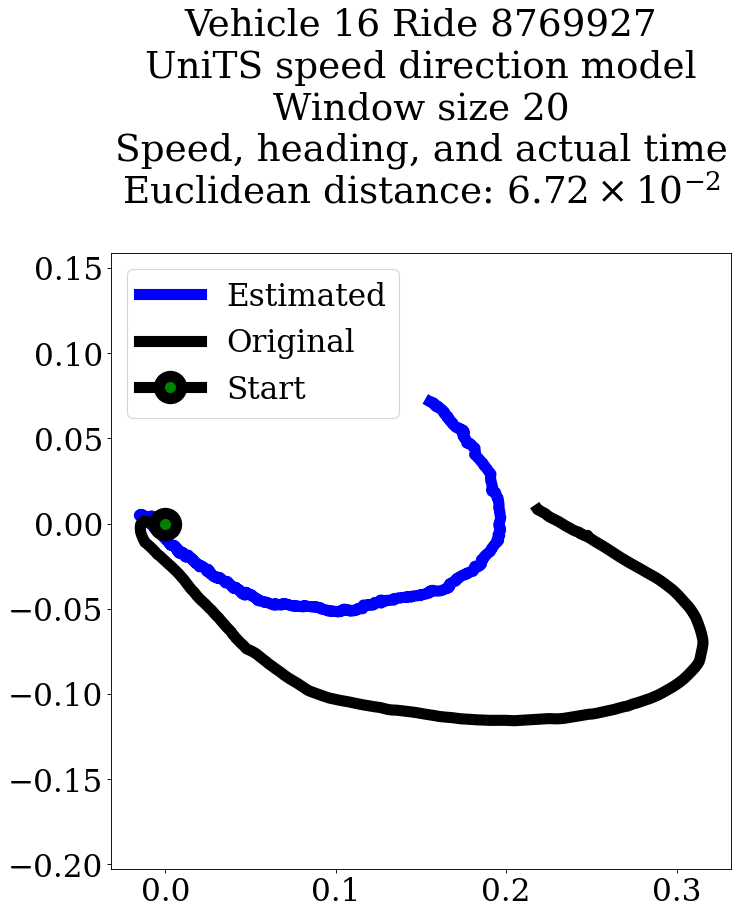 Vehicle 16 Ride 8769927
UniTS speed direction model
Window size 20
Speed, heading, and actual time
Euclidean distance: 6.72 × 10⁻²
0.15
0.10
0.05
0.00
−0.05
−0.10
−0.15
−0.20
Estimated
Original
Start
0.0 0.1 0.2 0.3